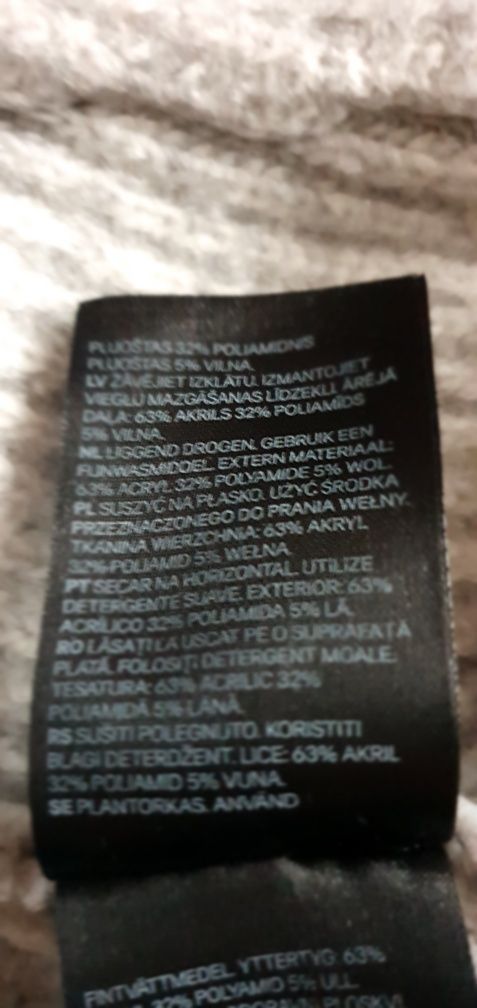 PLUOŠTAS 32% POLIAMIDNIS
PLUOŠTAS 5% VILNA.
LV ŽĀVĒJIET IZKLĀTU. IZMANTOJIET
VIEGLU MAZGĀŠANAS LĪDZEKLI. ĀRĒJĀ
DAĻA: 63% AKRILS 32% POLIAMĪDS
5% VILNA.
NL LIGGEND DROGEN. GEBRUIK EEN
FIJNWASMIDDEL. EXTERN MATERIAAL:
63% ACRYL 32% POLYAMIDE 5% WOL.
PL SUSZYĆ NA PŁASKO. UŻYĆ ŚRODKA
PRZEZNACZONEGO DO PRANIA WEŁNY.
TKANINA WIERZCHNIA: 63% AKRYL
32% POLIAMID 5% WEŁNA.
PT SECAR NA HORIZONTAL. UTILIZE
DETERGENTE SUAVE. EXTERIOR: 63%
ACRÍLICO 32% POLIAMIDA 5% LÃ.
RO LĂSAȚI LA USCAT PE O SUPRAFAȚĂ
PLATĂ. FOLOSIȚI DETERGENT MOALE.
TESATURA: 63% ACRILIC 32%
POLIAMIDĂ 5% LÂNĂ.
RS SUŠITI POLEGNUTO. KORISTITI
BLAGI DETERDŽENT. LICE: 63% AKRIL
32% POLIAMID 5% VUNA.
SE PLANTORKAS. ANVÄND
FINTVÄTTMEDEL. YTTERTYG: 63%
32% POLYAMID 5% ULL.